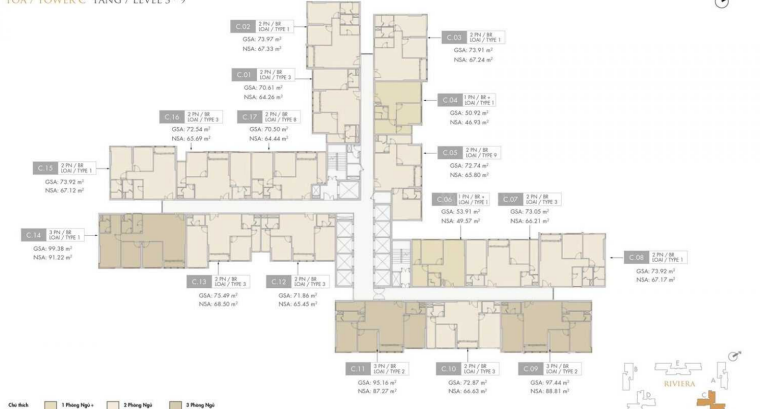 TÒA / TOWER C TẦNG / LEVEL 3 - 9
C.02 2 PN / BR
LOẠI / TYPE 1
GSA: 73.97 m²
NSA: 67.33 m²
C.03 2 PN / BR
LOẠI / TYPE 1
GSA: 73.91 m²
NSA: 67.24 m²
C.01 2 PN / BR
LOẠI / TYPE 3
GSA: 70.61 m²
NSA: 64.26 m²
C.04 1 PN / BR +
LOẠI / TYPE 1
GSA: 50.92 m²
NSA: 46.93 m²
C.16 2 PN / BR
LOẠI / TYPE 3
GSA: 72.54 m²
NSA: 65.69 m²
C.17 2 PN / BR
LOẠI / TYPE 8
GSA: 70.50 m²
NSA: 64.44 m²
C.05 2 PN / BR
LOẠI / TYPE 9
GSA: 72.74 m²
NSA: 65.80 m²
C.15 2 PN / BR
LOẠI / TYPE 1
GSA: 73.92 m²
NSA: 67.12 m²
C.06 1 PN / BR +
LOẠI / TYPE 1
GSA: 53.91 m²
NSA: 49.57 m²
C.07 2 PN / BR
LOẠI / TYPE 3
GSA: 73.05 m²
NSA: 66.21 m²
C.14 3 PN / BR
LOẠI / TYPE 1
GSA: 99.38 m²
NSA: 91.22 m²
C.08 2 PN / BR
LOẠI / TYPE 1
GSA: 73.92 m²
NSA: 67.17 m²
C.13 2 PN / BR
LOẠI / TYPE 3
GSA: 75.49 m²
NSA: 68.50 m²
C.12 2 PN / BR
LOẠI / TYPE 3
GSA: 71.86 m²
NSA: 65.45 m²
C.11 3 PN / BR
LOẠI / TYPE 2
GSA: 95.16 m²
NSA: 87.27 m²
C.10 2 PN / BR
LOẠI / TYPE 3
GSA: 72.87 m²
NSA: 66.63 m²
C.09 3 PN / BR
LOẠI / TYPE 2
GSA: 97.44 m²
NSA: 88.81 m²
E
B
A
RIVIERA
D
C
Chú thích 1 Phòng Ngủ+ 2 Phòng Ngủ 3 Phòng Ngủ